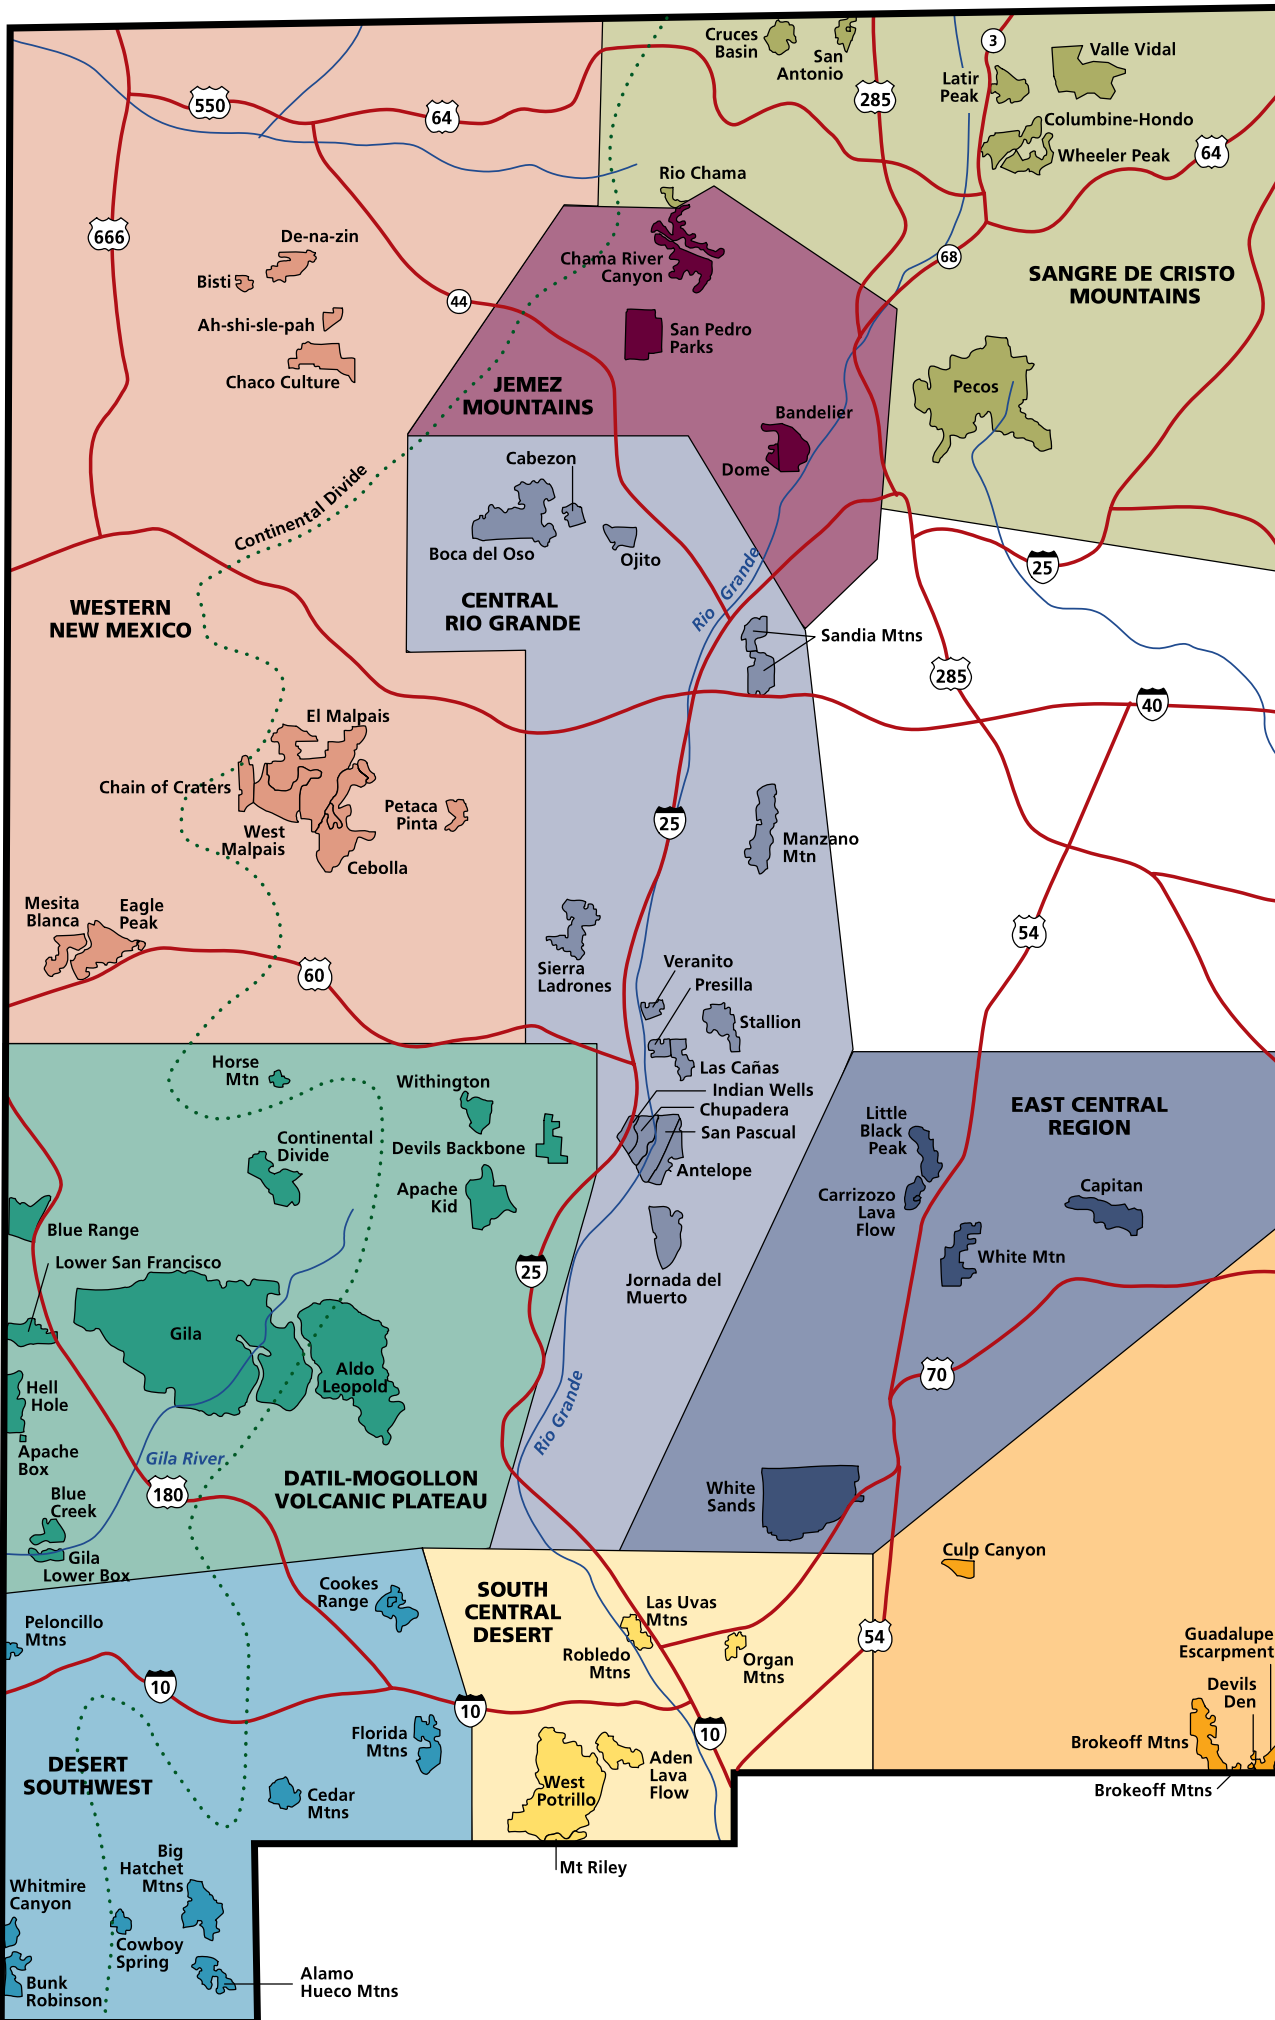 Cruces
Basin
San
Antonio
285
3
Latir
Peak
Valle Vidal
Columbine-Hondo
Wheeler Peak
64
550
64
666
Rio Chama
De-na-zin
Bisti
Ah-shi-sle-pah
Chaco Culture
44
Chama River
Canyon
68
SANGRE DE CRISTO
MOUNTAINS
San Pedro
Parks
JEMEZ
MOUNTAINS
Pecos
Bandelier
Dome
Continental Divide
Cabezon
Boca del Oso
Ojito
25
CENTRAL
RIO GRANDE
Rio Grande
WESTERN
NEW MEXICO
Sandia Mtns
285
40
El Malpais
Chain of Craters
West
Malpais
Cebolla
Petaca
Pinta
25
Manzano
Mtn
Mesita
Blanca
Eagle
Peak
60
54
Sierra
Ladrones
Veranito
Presilla
Stallion
Las Cañas
Indian Wells
Chupadera
San Pascual
Antelope
Horse
Mtn
Withington
Continental
Divide
Devils Backbone
Apache
Kid
Little
Black
Peak
EAST CENTRAL
REGION
Carrizozo
Lava
Flow
Capitan
White Mtn
Blue Range
Lower San Francisco
25
Jornada del
Muerto
Gila
Aldo
Leopold
Hell
Hole
70
Apache
Box
Gila River
Rio Grande
Blue
Creek
180
DATIL-MOGOLLON
VOLCANIC PLATEAU
White
Sands
Gila
Lower Box
Culp Canyon
Cookes
Range
SOUTH
CENTRAL
DESERT
Las Uvas
Mtns
Peloncillo
Mtns
54
Robledo
Mtns
Organ
Mtns
Guadalupe
Escarpment
10
10
10
Devils
Den
Florida
Mtns
Brokeoff Mtns
Aden
Lava
Flow
West
Potrillo
DESERT
SOUTHWEST
Cedar
Mtns
Brokeoff Mtns
Mt Riley
Big
Hatchet
Mtns
Whitmire
Canyon
Cowboy
Spring
Bunk
Robinson
Alamo
Hueco Mtns